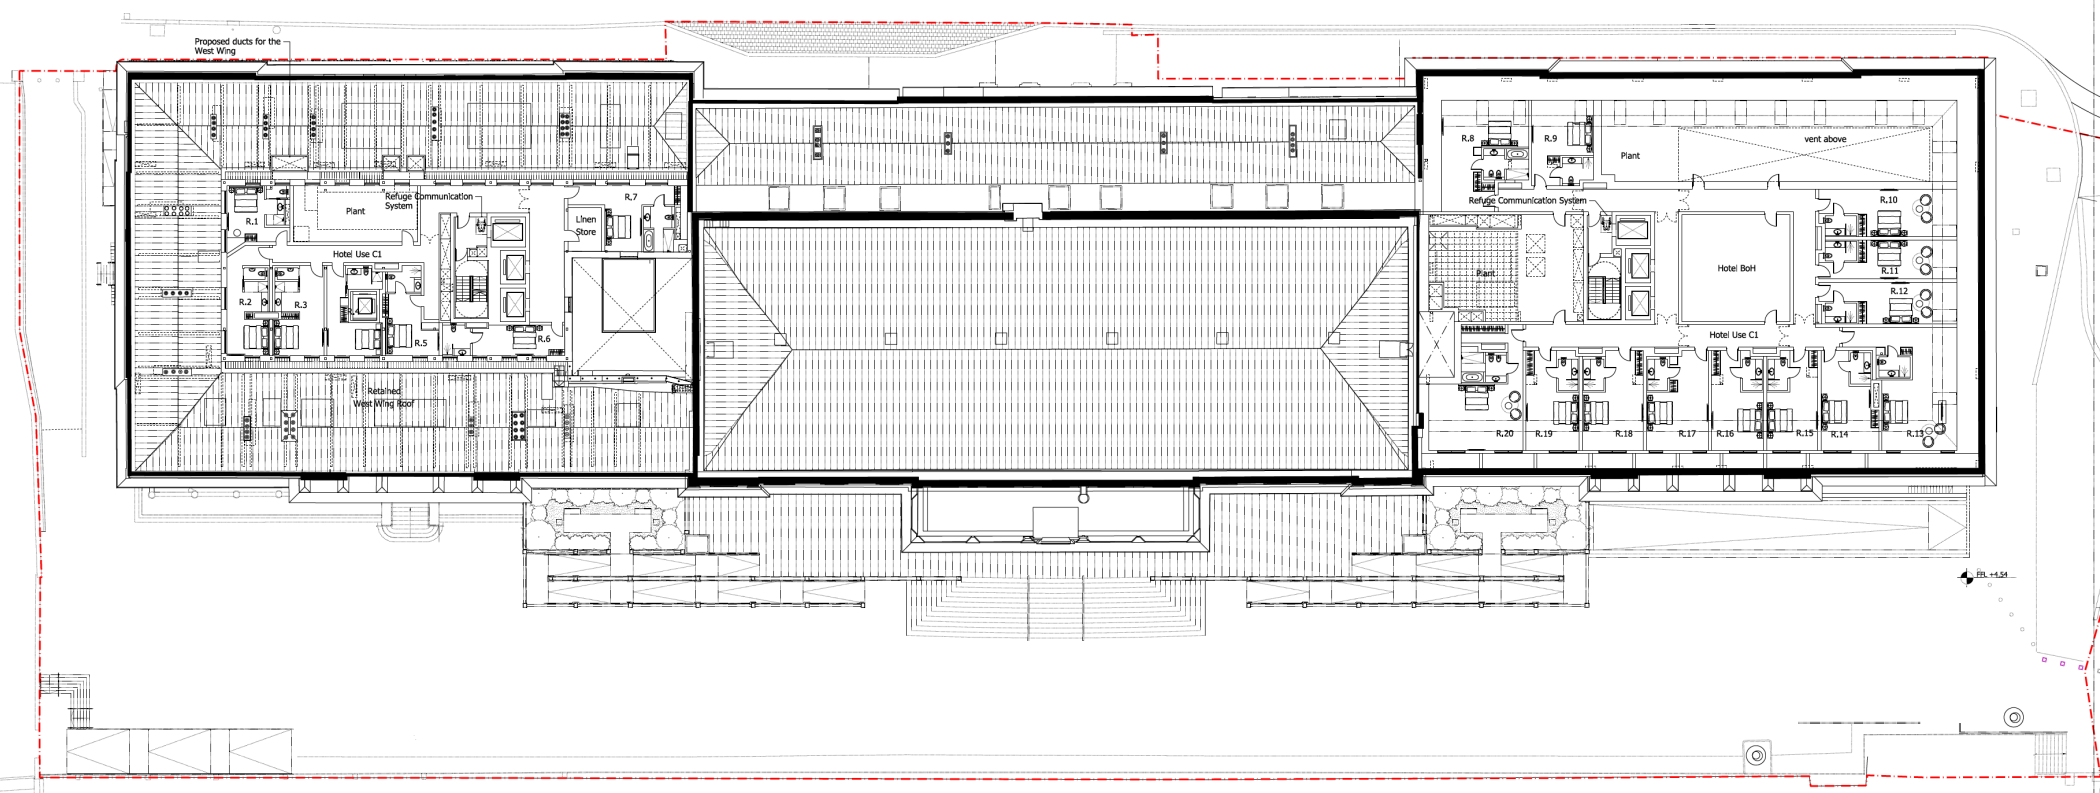 Proposed ducts for the
West Wing
R.1
Plant
Refuge Communication
System
Hotel Use C1
Linen
Store
R.7
R.2
R.3
R.5
R.6
Retained
West Wing Roof
R.8
R.9
Plant
vent above
Refuge Communication System
R.10
Plant
Hotel BoH
R.11
R.12
Hotel Use C1
R.20
R.19
R.18
R.17
R.16
R.15
R.14
R.13
FFL +4.54